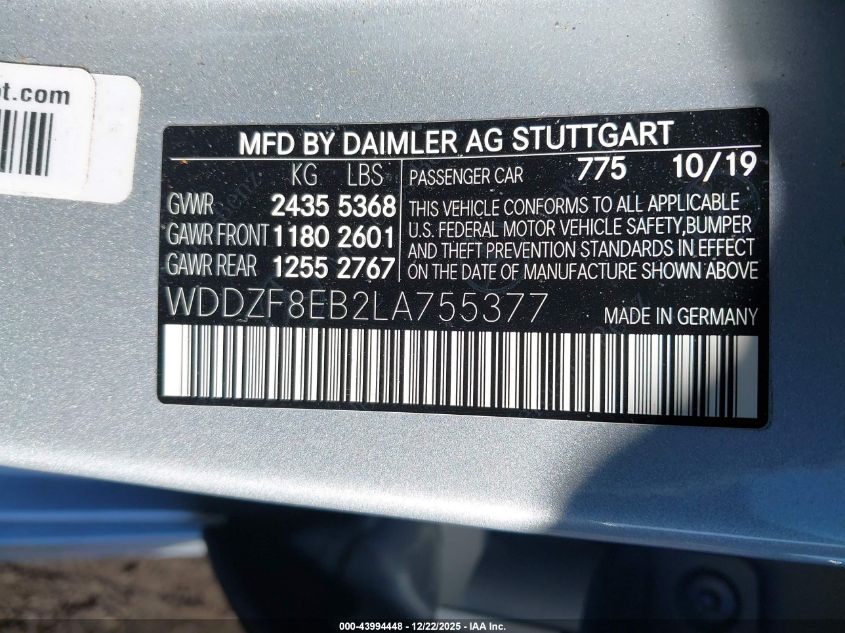 ot.com
MFD BY DAIMLER AG STUTTGART
KG LBS
GVWR 2435 5368
GAWR FRONT 1180 2601
GAWR REAR 1255 2767
PASSENGER CAR 775 10/19
THIS VEHICLE CONFORMS TO ALL APPLICABLE
U.S. FEDERAL MOTOR VEHICLE SAFETY,BUMPER
AND THEFT PREVENTION STANDARDS IN EFFECT
ON THE DATE OF MANUFACTURE SHOWN ABOVE
WDDZF8EB2LA755377
MADE IN GERMANY
000-43994448 - 12/22/2025 - IAA Inc.